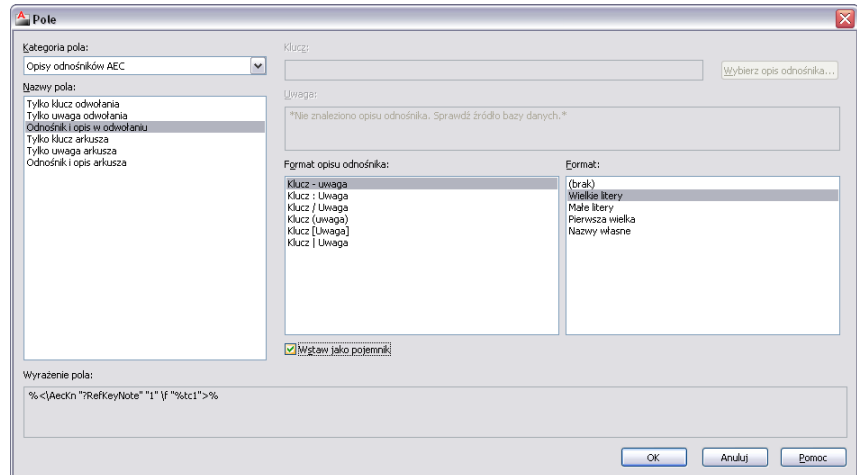 Pole
Kategoria pola:
Opisy odnośników AEC
Nazwy pola:
Tylko klucz odwołania
Tylko uwaga odwołania
Odnośnik i opis w odwołaniu
Tylko klucz arkusza
Tylko uwaga arkusza
Odnośnik i opis arkusza
Klucz:
Wybierz opis odnośnika...
Uwaga:
*Nie znaleziono opisu odnośnika. Sprawdź źródło bazy danych.*
Format opisu odnośnika:
Klucz - uwaga
Klucz : Uwaga
Klucz / Uwaga
Klucz (uwaga)
Klucz [Uwaga]
Klucz | Uwaga
Format:
(brak)
Wielkie litery
Małe litery
Pierwsza wielka
Nazwy własne
Wstaw jako pojemnik
Wyrażenie pola:
%<\AecKn "?RefKeyNote" "1" \f "%tc1">%
OK
Anuluj
Pomoc